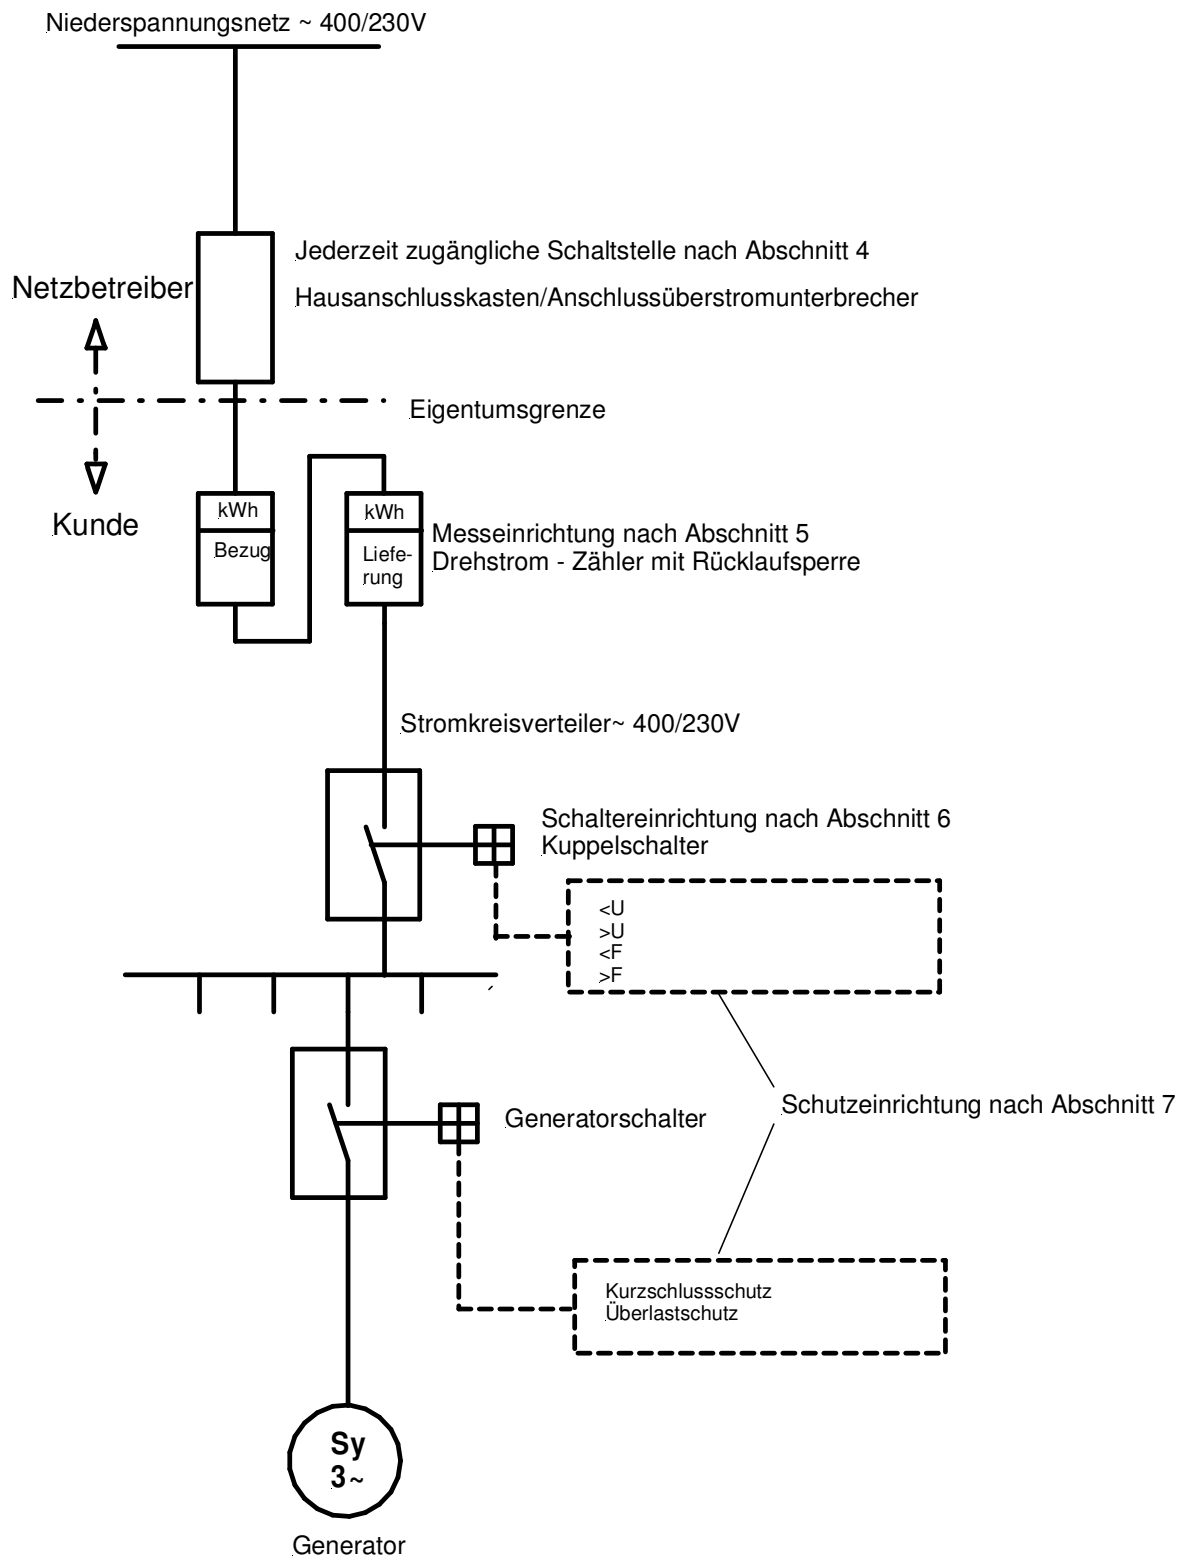 Niederspannungsnetz ~ 400/230V
Jederzeit zugängliche Schaltstelle nach Abschnitt 4
Netzbetreiber
Hausanschlusskasten/Anschlussüberstromunterbrecher
Eigentumsgrenze
Kunde
kWh
Bezug
kWh
Liefe-
rung
Messeinrichtung nach Abschnitt 5
Drehstrom - Zähler mit Rücklaufsperre
Stromkreisverteiler~ 400/230V
Schaltereinrichtung nach Abschnitt 6
Kuppelschalter
<U
>U
<F
>F
Schutzeinrichtung nach Abschnitt 7
Generatorschalter
Kurzschlussschutz
Überlastschutz
Sy
3~
Generator